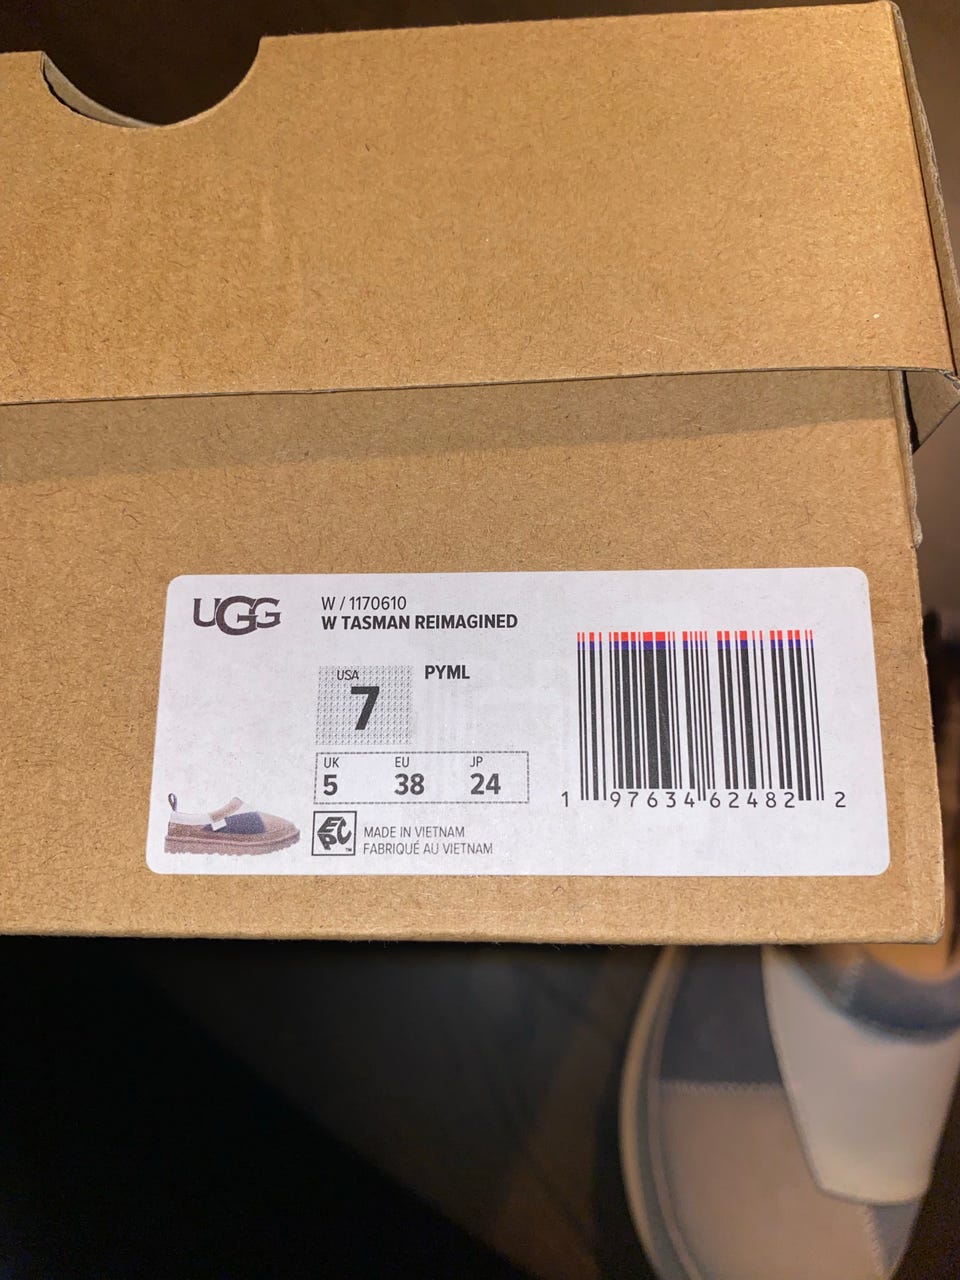 UGG
W / 1170610
W TASMAN REIMAGINED
USA
7
PYML
UK EU JP
5 38 24
EPC™
MADE IN VIETNAM
FABRIQUÉ AU VIETNAM
1 97634 62482 2